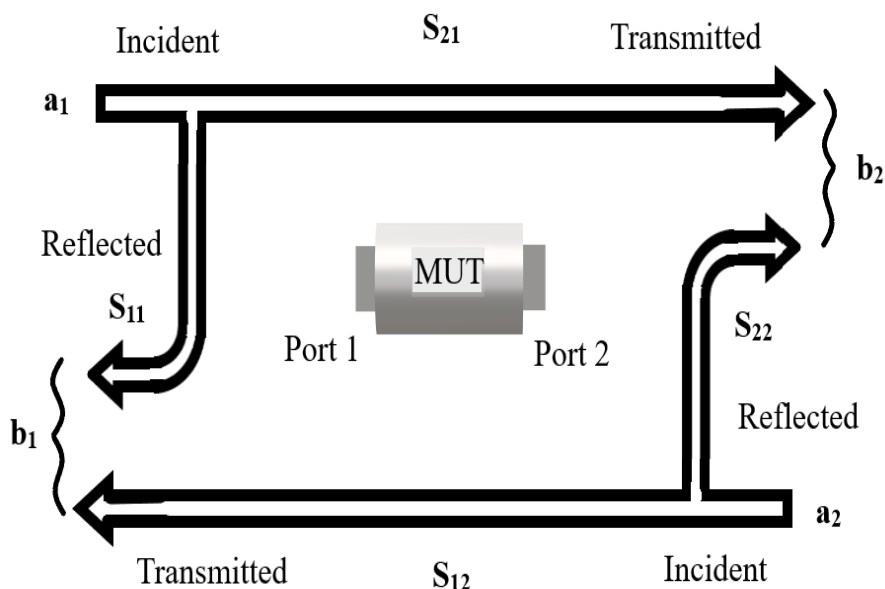 Incident
S₂₁
Transmitted
a₁
b₂
Reflected
MUT
S₁₁
S₂₂
Port 1
Port 2
Reflected
b₁
a₂
Transmitted
S₁₂
Incident